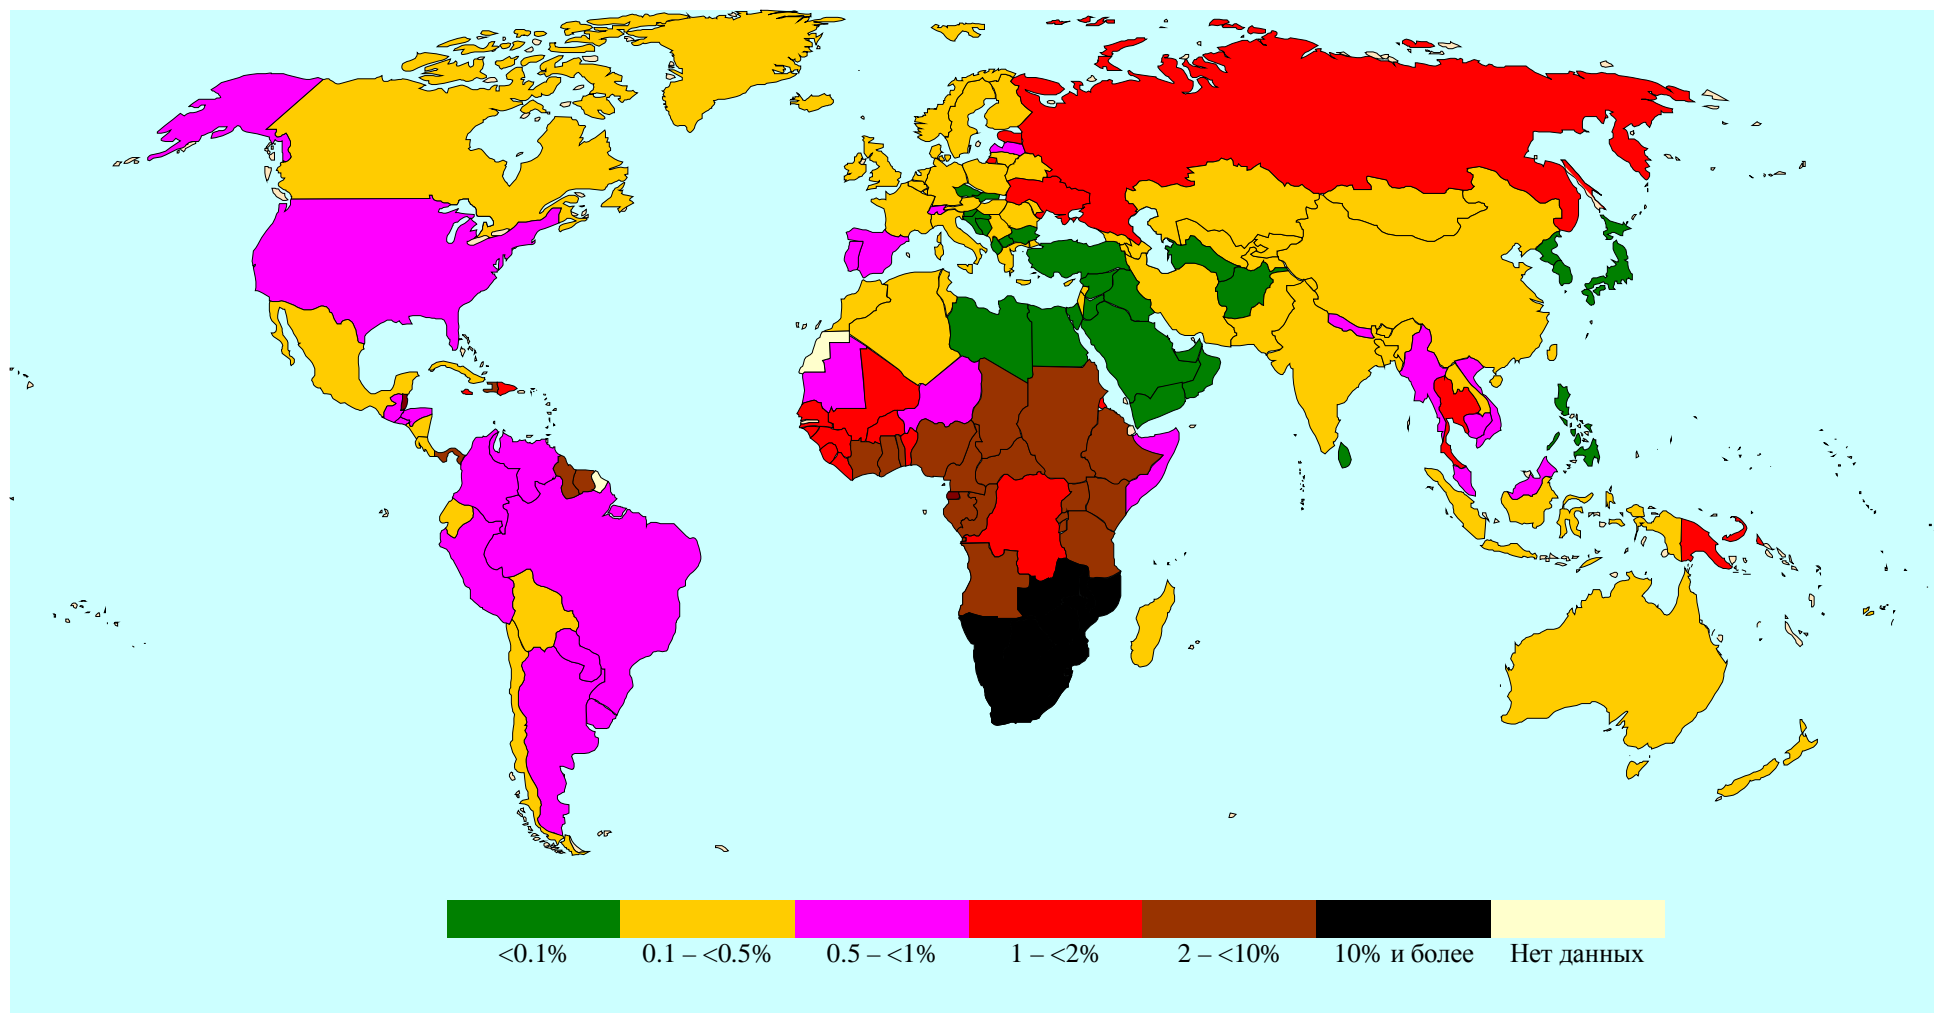 <0.1% 0.1 – <0.5% 0.5 – <1% 1 – <2% 2 – <10% 10% и более Нет данных